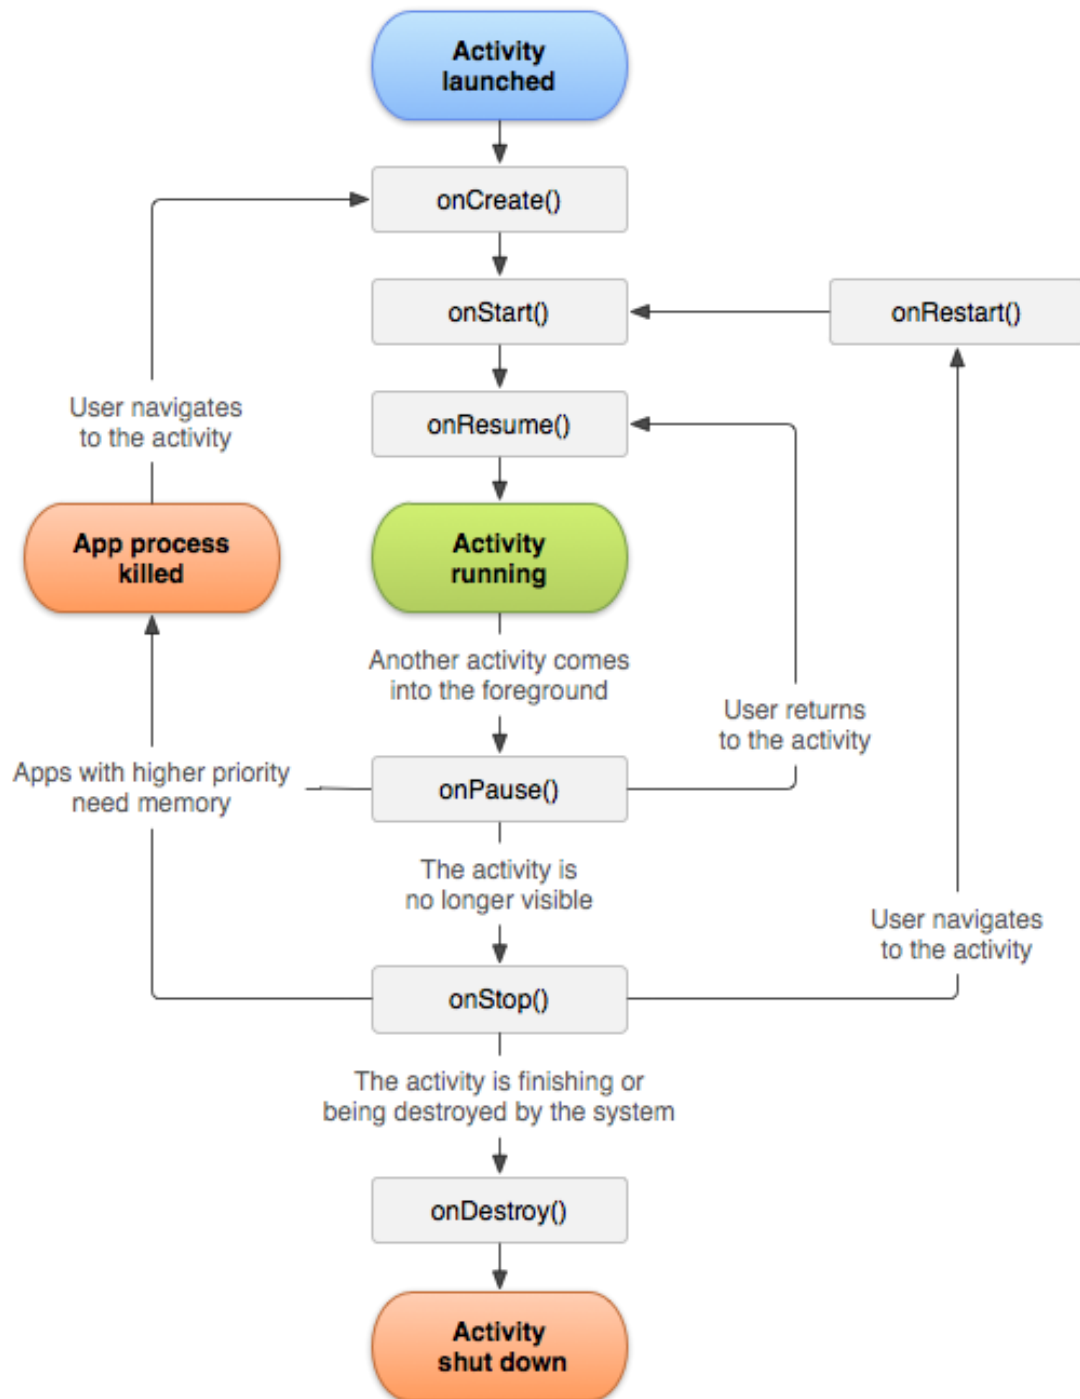 Activity
launched
onCreate()
onStart()
onRestart()
User navigates
to the activity
onResume()
App process
killed
Activity
running
Another activity comes
into the foreground
User returns
to the activity
Apps with higher priority
need memory
onPause()
The activity is
no longer visible
User navigates
to the activity
onStop()
The activity is finishing or
being destroyed by the system
onDestroy()
Activity
shut down